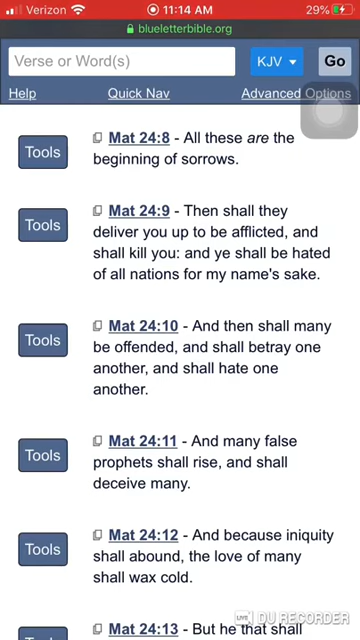 Verizon 11:14 AM 29%
blueletterbible.org
Verse or Word(s) KJV Go
Help Quick Nav Advanced Options
Tools
Mat 24:8 - All these are the
beginning of sorrows.
Tools
Mat 24:9 - Then shall they
deliver you up to be afflicted, and
shall kill you: and ye shall be hated
of all nations for my name's sake.
Tools
Mat 24:10 - And then shall many
be offended, and shall betray one
another, and shall hate one
another.
Tools
Mat 24:11 - And many false
prophets shall rise, and shall
deceive many.
Tools
Mat 24:12 - And because iniquity
shall abound, the love of many
shall wax cold.
Tools
Mat 24:13 - But he that shall
LIVE DU RECORDER